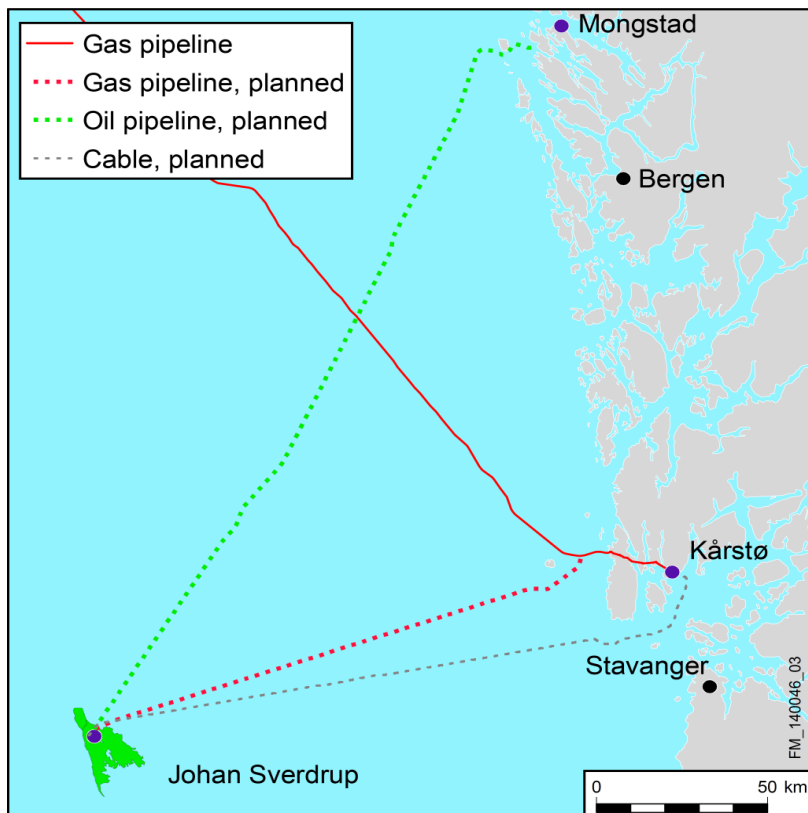 Gas pipeline
Gas pipeline, planned
Oil pipeline, planned
Cable, planned
Mongstad
Bergen
Kårstø
Stavanger
Johan Sverdrup
FM_140046_03
0 50 km